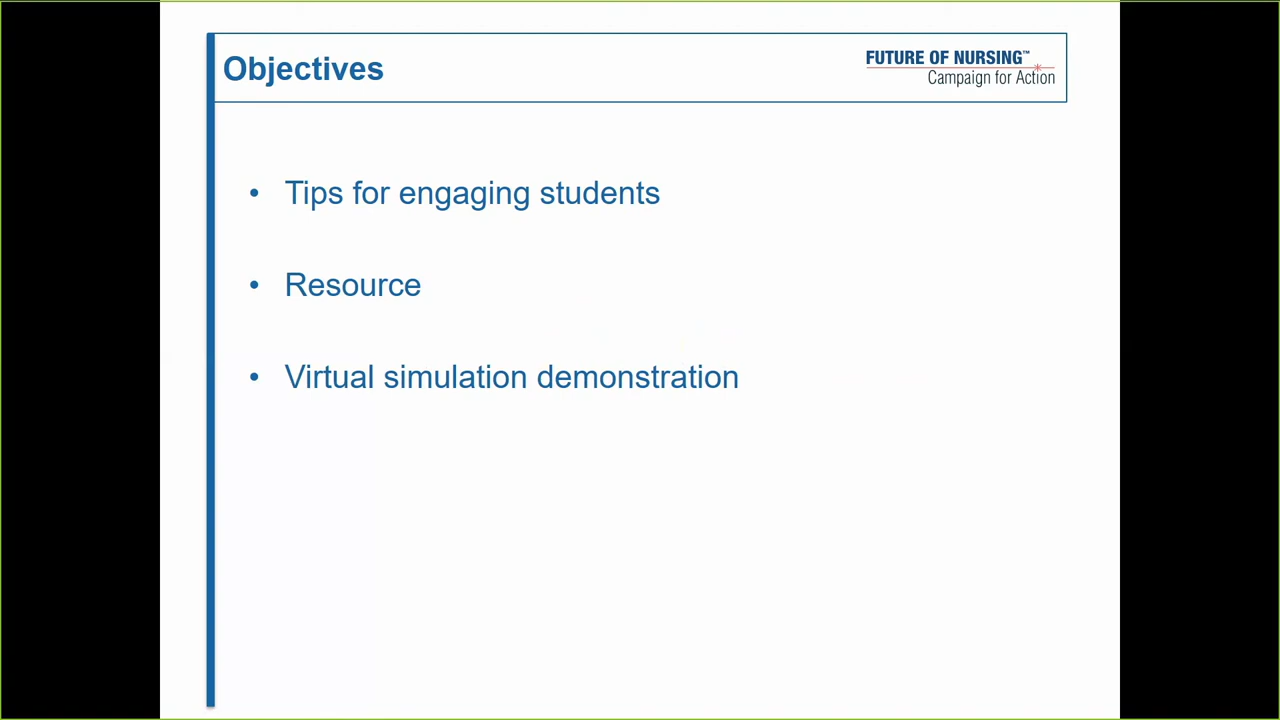 Objectives
FUTURE OF NURSING™
Campaign for Action
• Tips for engaging students
• Resource
• Virtual simulation demonstration